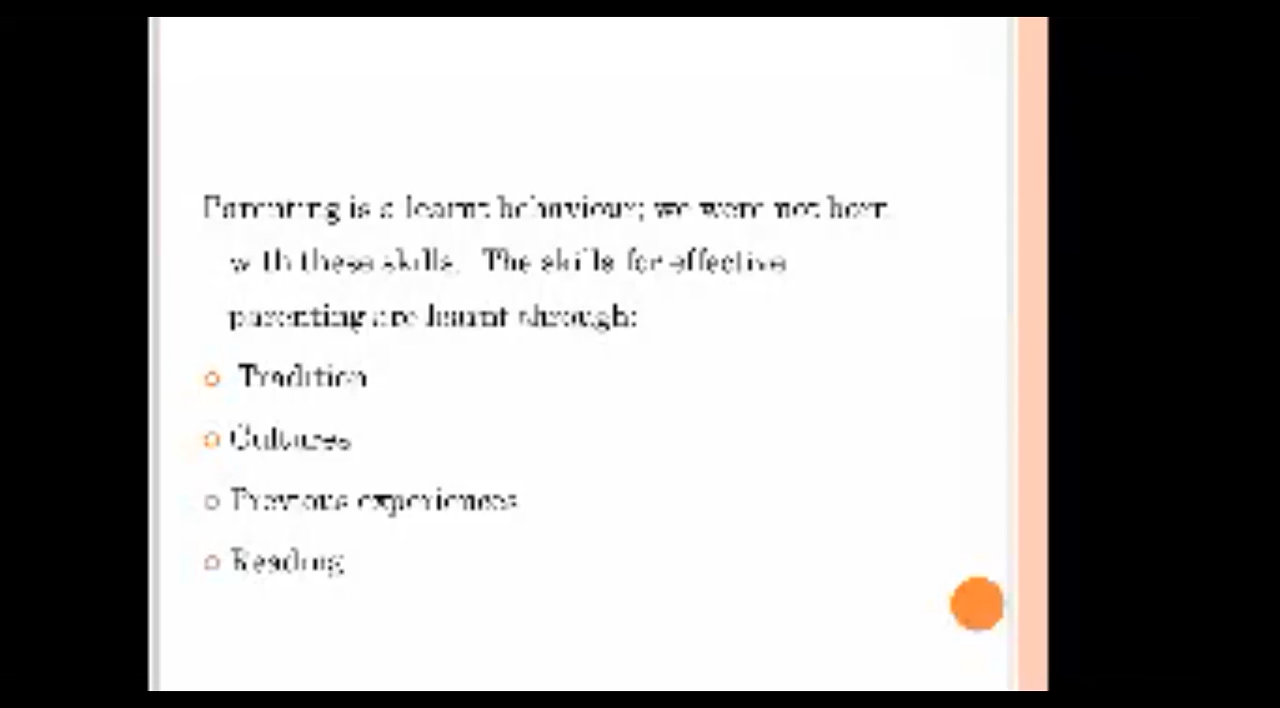 Parenting is a learnt behaviour; we were not born
with these skills. The skills for effective
parenting are learnt through:
Tradition
Cultures
Previous experiences
Reading